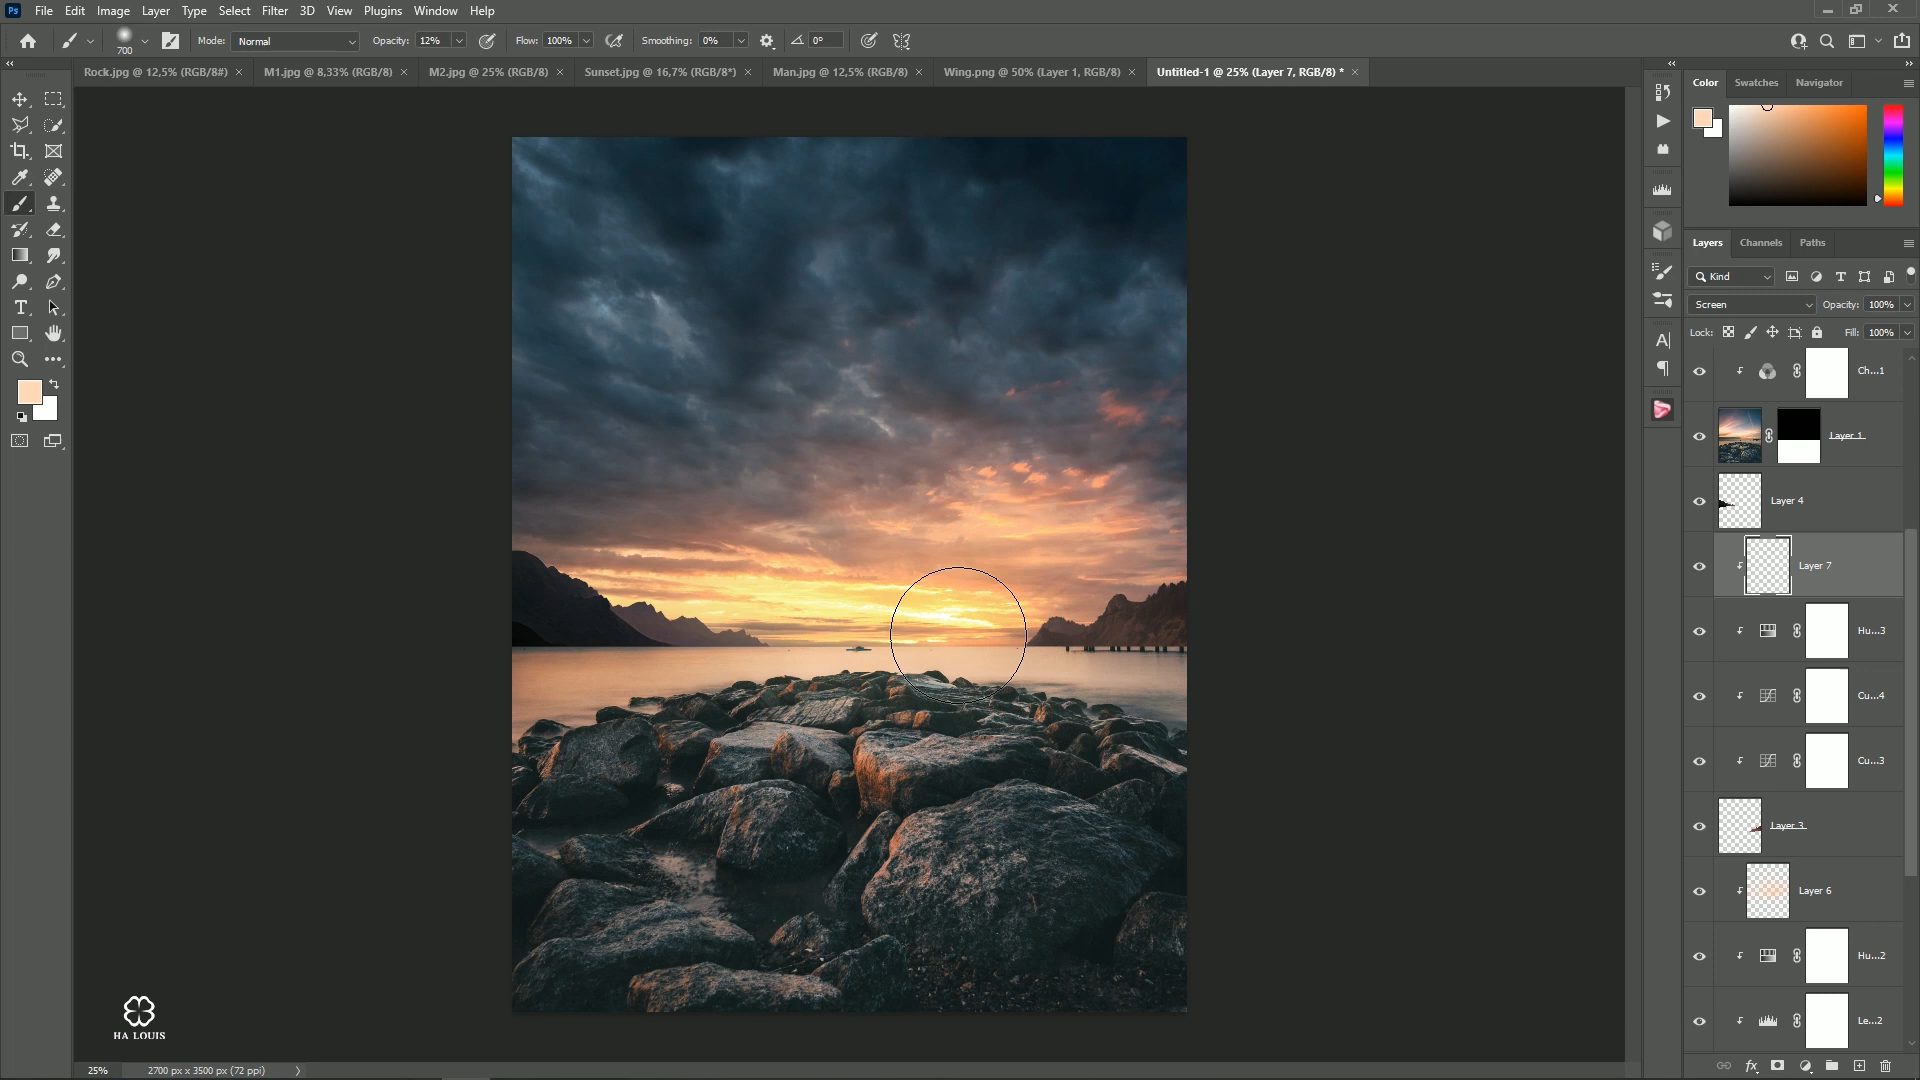 Ps File Edit Image Layer Type Select Filter 3D View Plugins Window Help
700 Mode: Normal Opacity: 12% Flow: 100% Smoothing: 0% 0°
Rock.jpg @ 12,5% (RGB/8#) M1.jpg @ 8,33% (RGB/8) M2.jpg @ 25% (RGB/8) Sunset.jpg @ 16,7% (RGB/8*) Man.jpg @ 12,5% (RGB/8) Wing.png @ 50% (Layer 1, RGB/8) Untitled-1 @ 25% (Layer 7, RGB/8) *
Color Swatches Navigator
Layers Channels Paths
Kind
Screen Opacity: 100%
Lock: Fill: 100%
Ch...1
Layer 1
Layer 4
Layer 7
Hu...3
Cu...4
Cu...3
Layer 3
Layer 6
Hu...2
Le...2
HA LOUIS
25% 2700 px x 3500 px (72 ppi)